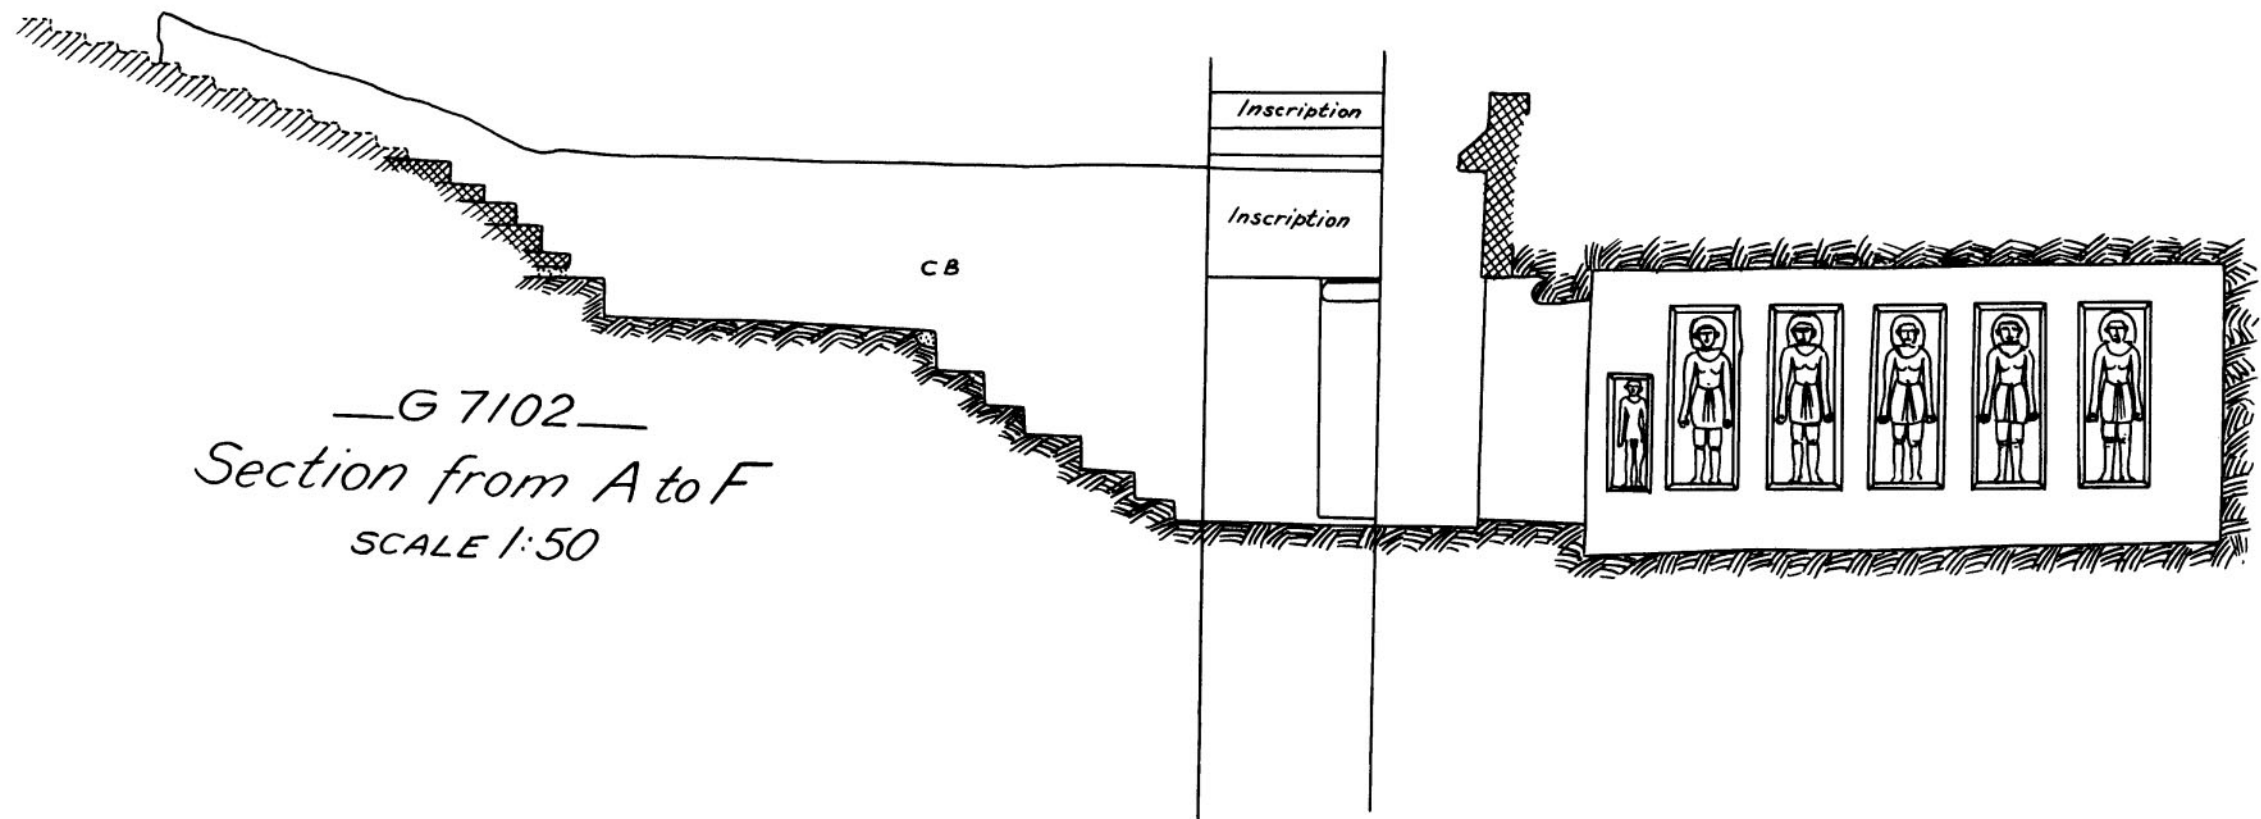 Inscription
Inscription
CB
G 7102
Section from A to F
SCALE 1:50